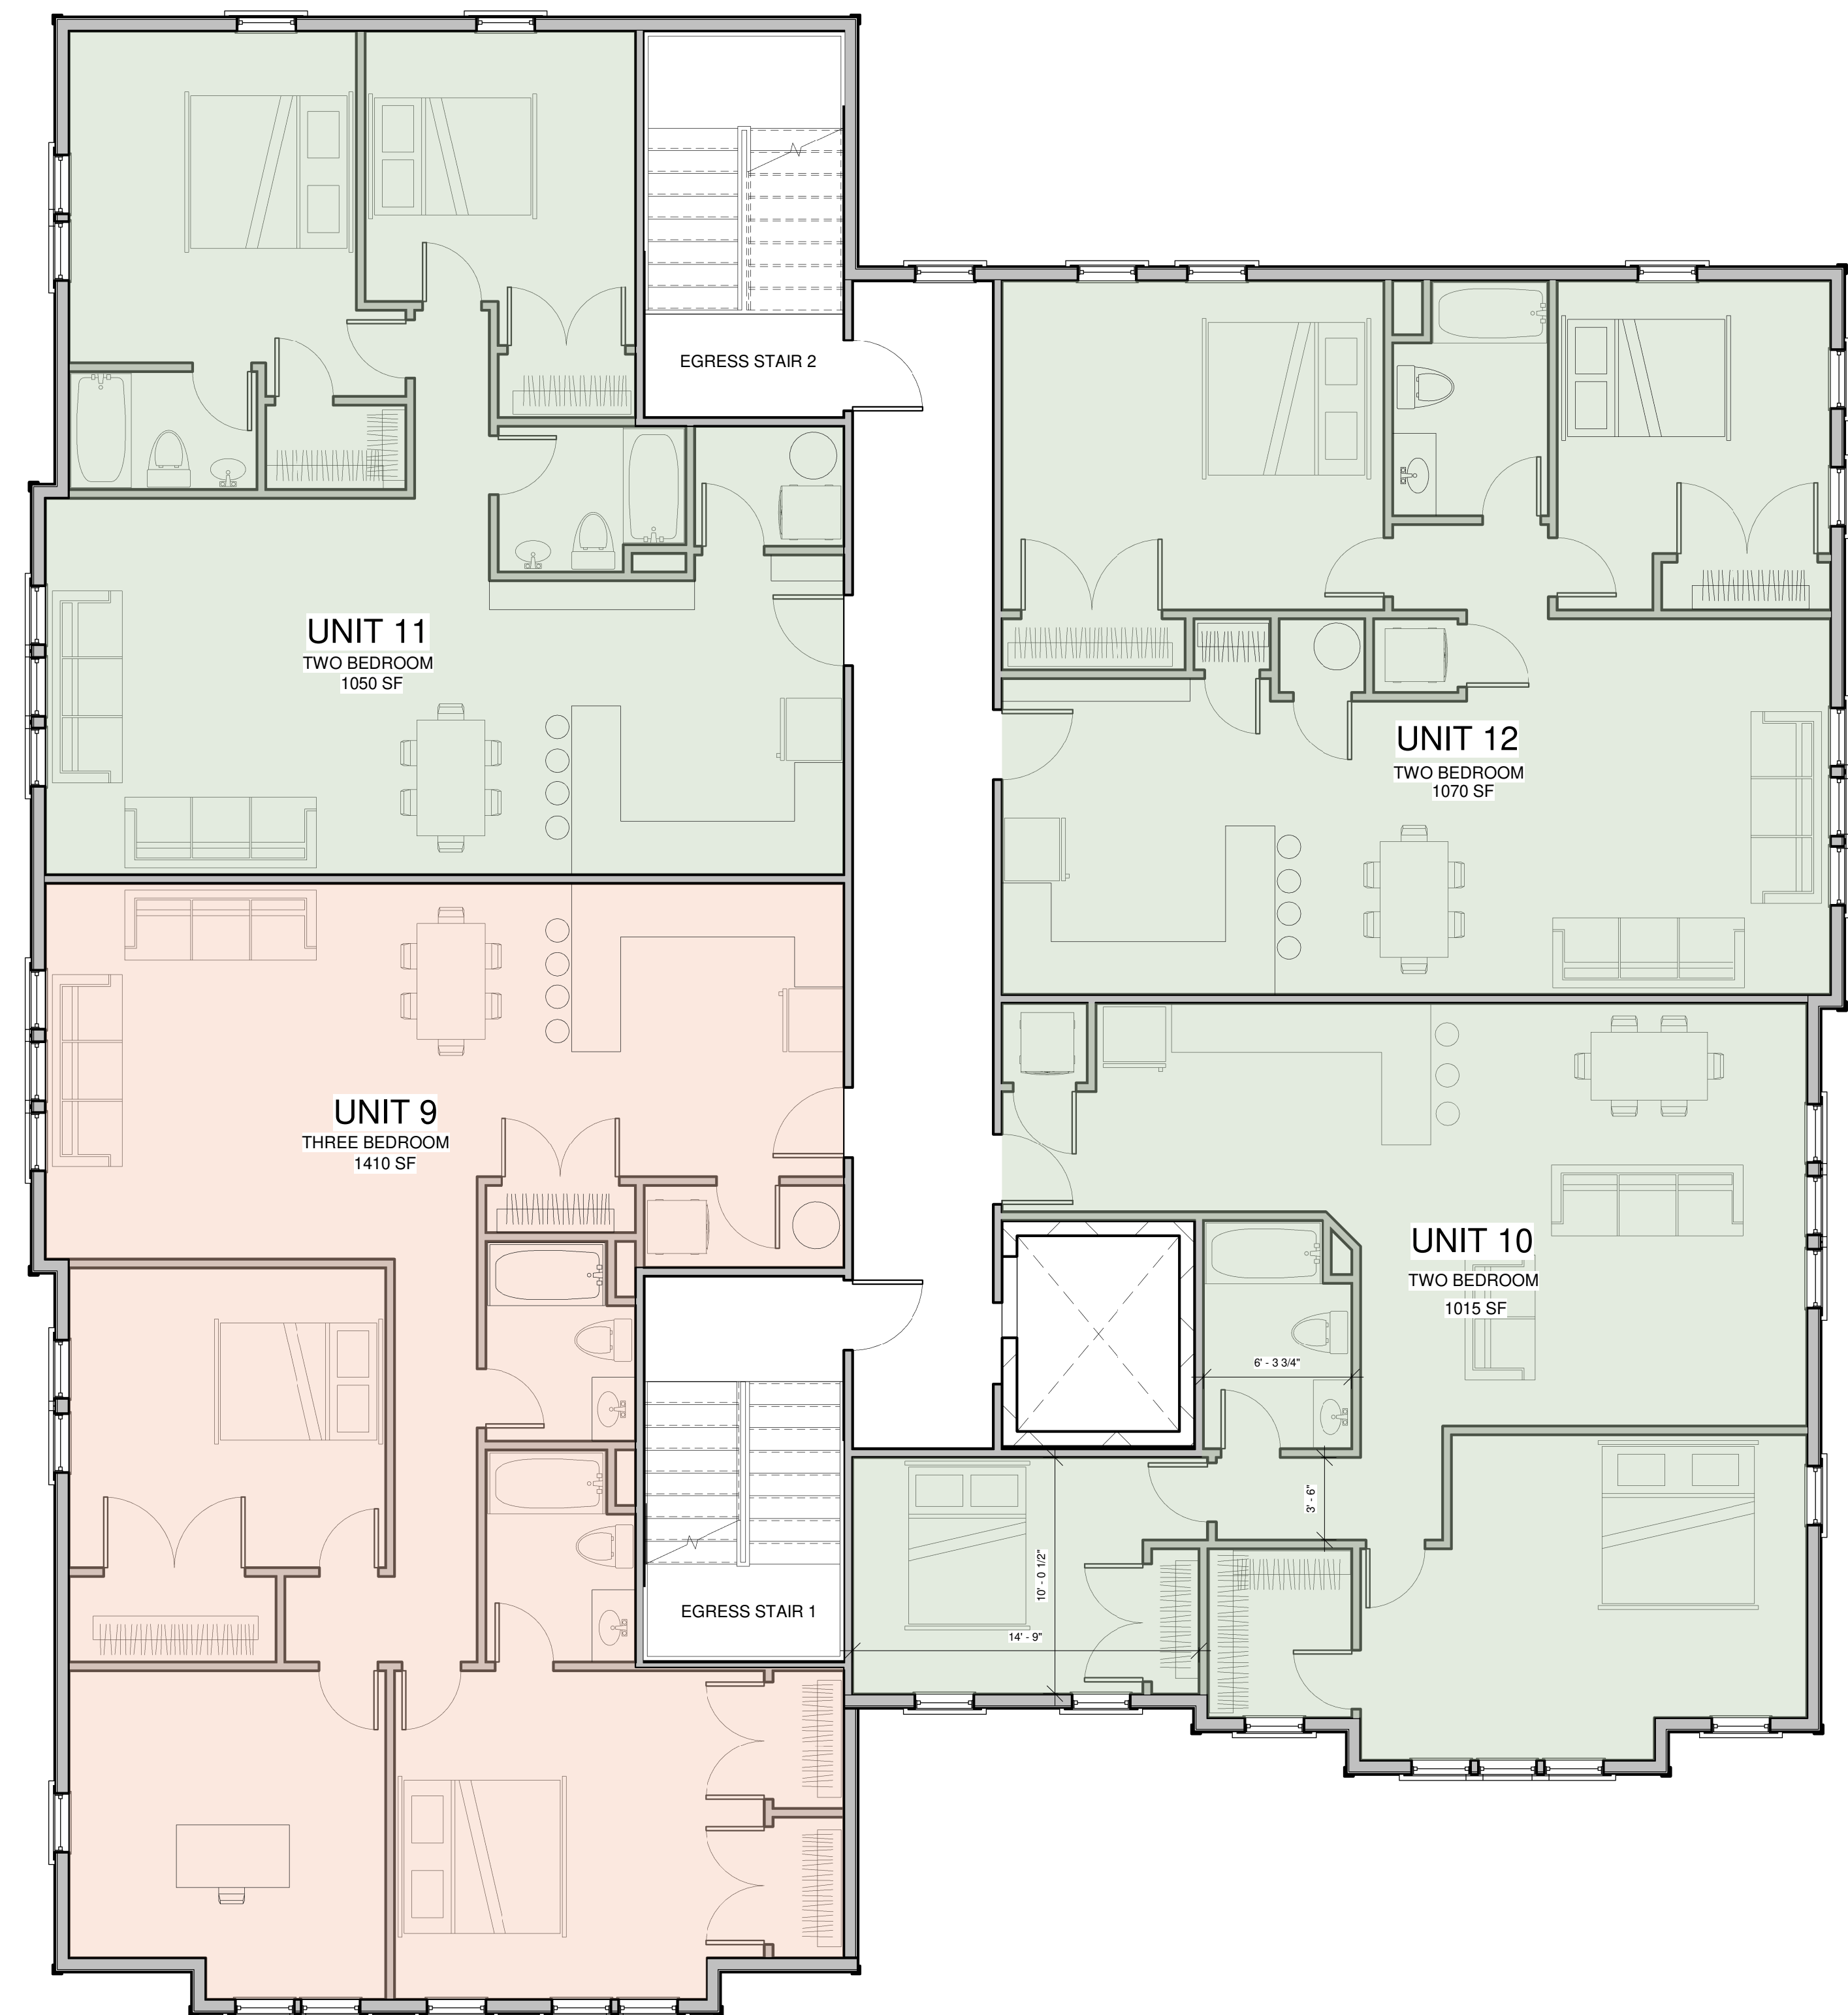 EGRESS STAIR 2
UNIT 11
TWO BEDROOM
1050 SF
UNIT 12
TWO BEDROOM
1070 SF
UNIT 9
THREE BEDROOM
1410 SF
UNIT 10
TWO BEDROOM
1015 SF
6' - 3 3/4"
3' - 6"
10' - 0 1/2"
EGRESS STAIR 1
14' - 9"